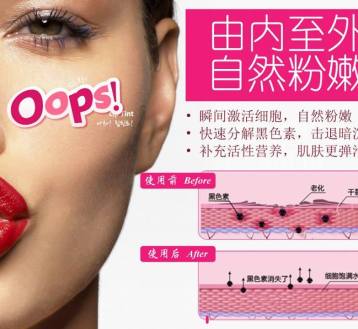 由内至外
自然粉嫩
Oops!
int
• 瞬间激活细胞，自然粉嫩
• 快速分解黑色素，击退暗
• 补充活性营养，肌肤更弹
使用前 Before
黑色素
老化
干
使用后 After
黑色素消失了
细胞饱满水